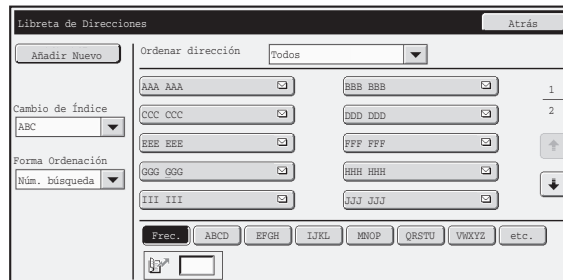 Libreta de Direcciones
Atrás
Añadir Nuevo
Ordenar dirección
Todos
Cambio de Índice
ABC
Forma Ordenación
Núm. búsqueda
AAA AAA
BBB BBB
CCC CCC
DDD DDD
EEE EEE
FFF FFF
GGG GGG
HHH HHH
III III
JJJ JJJ
1
2
Frec. ABCD EFGH IJKL MNOP QRSTU VWXYZ etc.